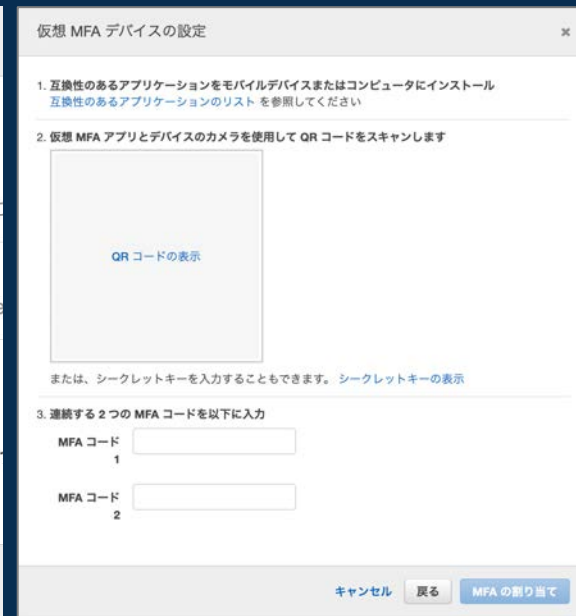 仮想 MFA デバイスの設定
×
1. 互換性のあるアプリケーションをモバイルデバイスまたはコンピュータにインストール
互換性のあるアプリケーションのリスト を参照してください
2. 仮想 MFA アプリとデバイスのカメラを使用して QR コードをスキャンします
QR コードの表示
または、シークレットキーを入力することもできます。 シークレットキーの表示
3. 連続する 2 つの MFA コードを以下に入力
MFA コード
1
MFA コード
2
キャンセル 戻る MFA の割り当て